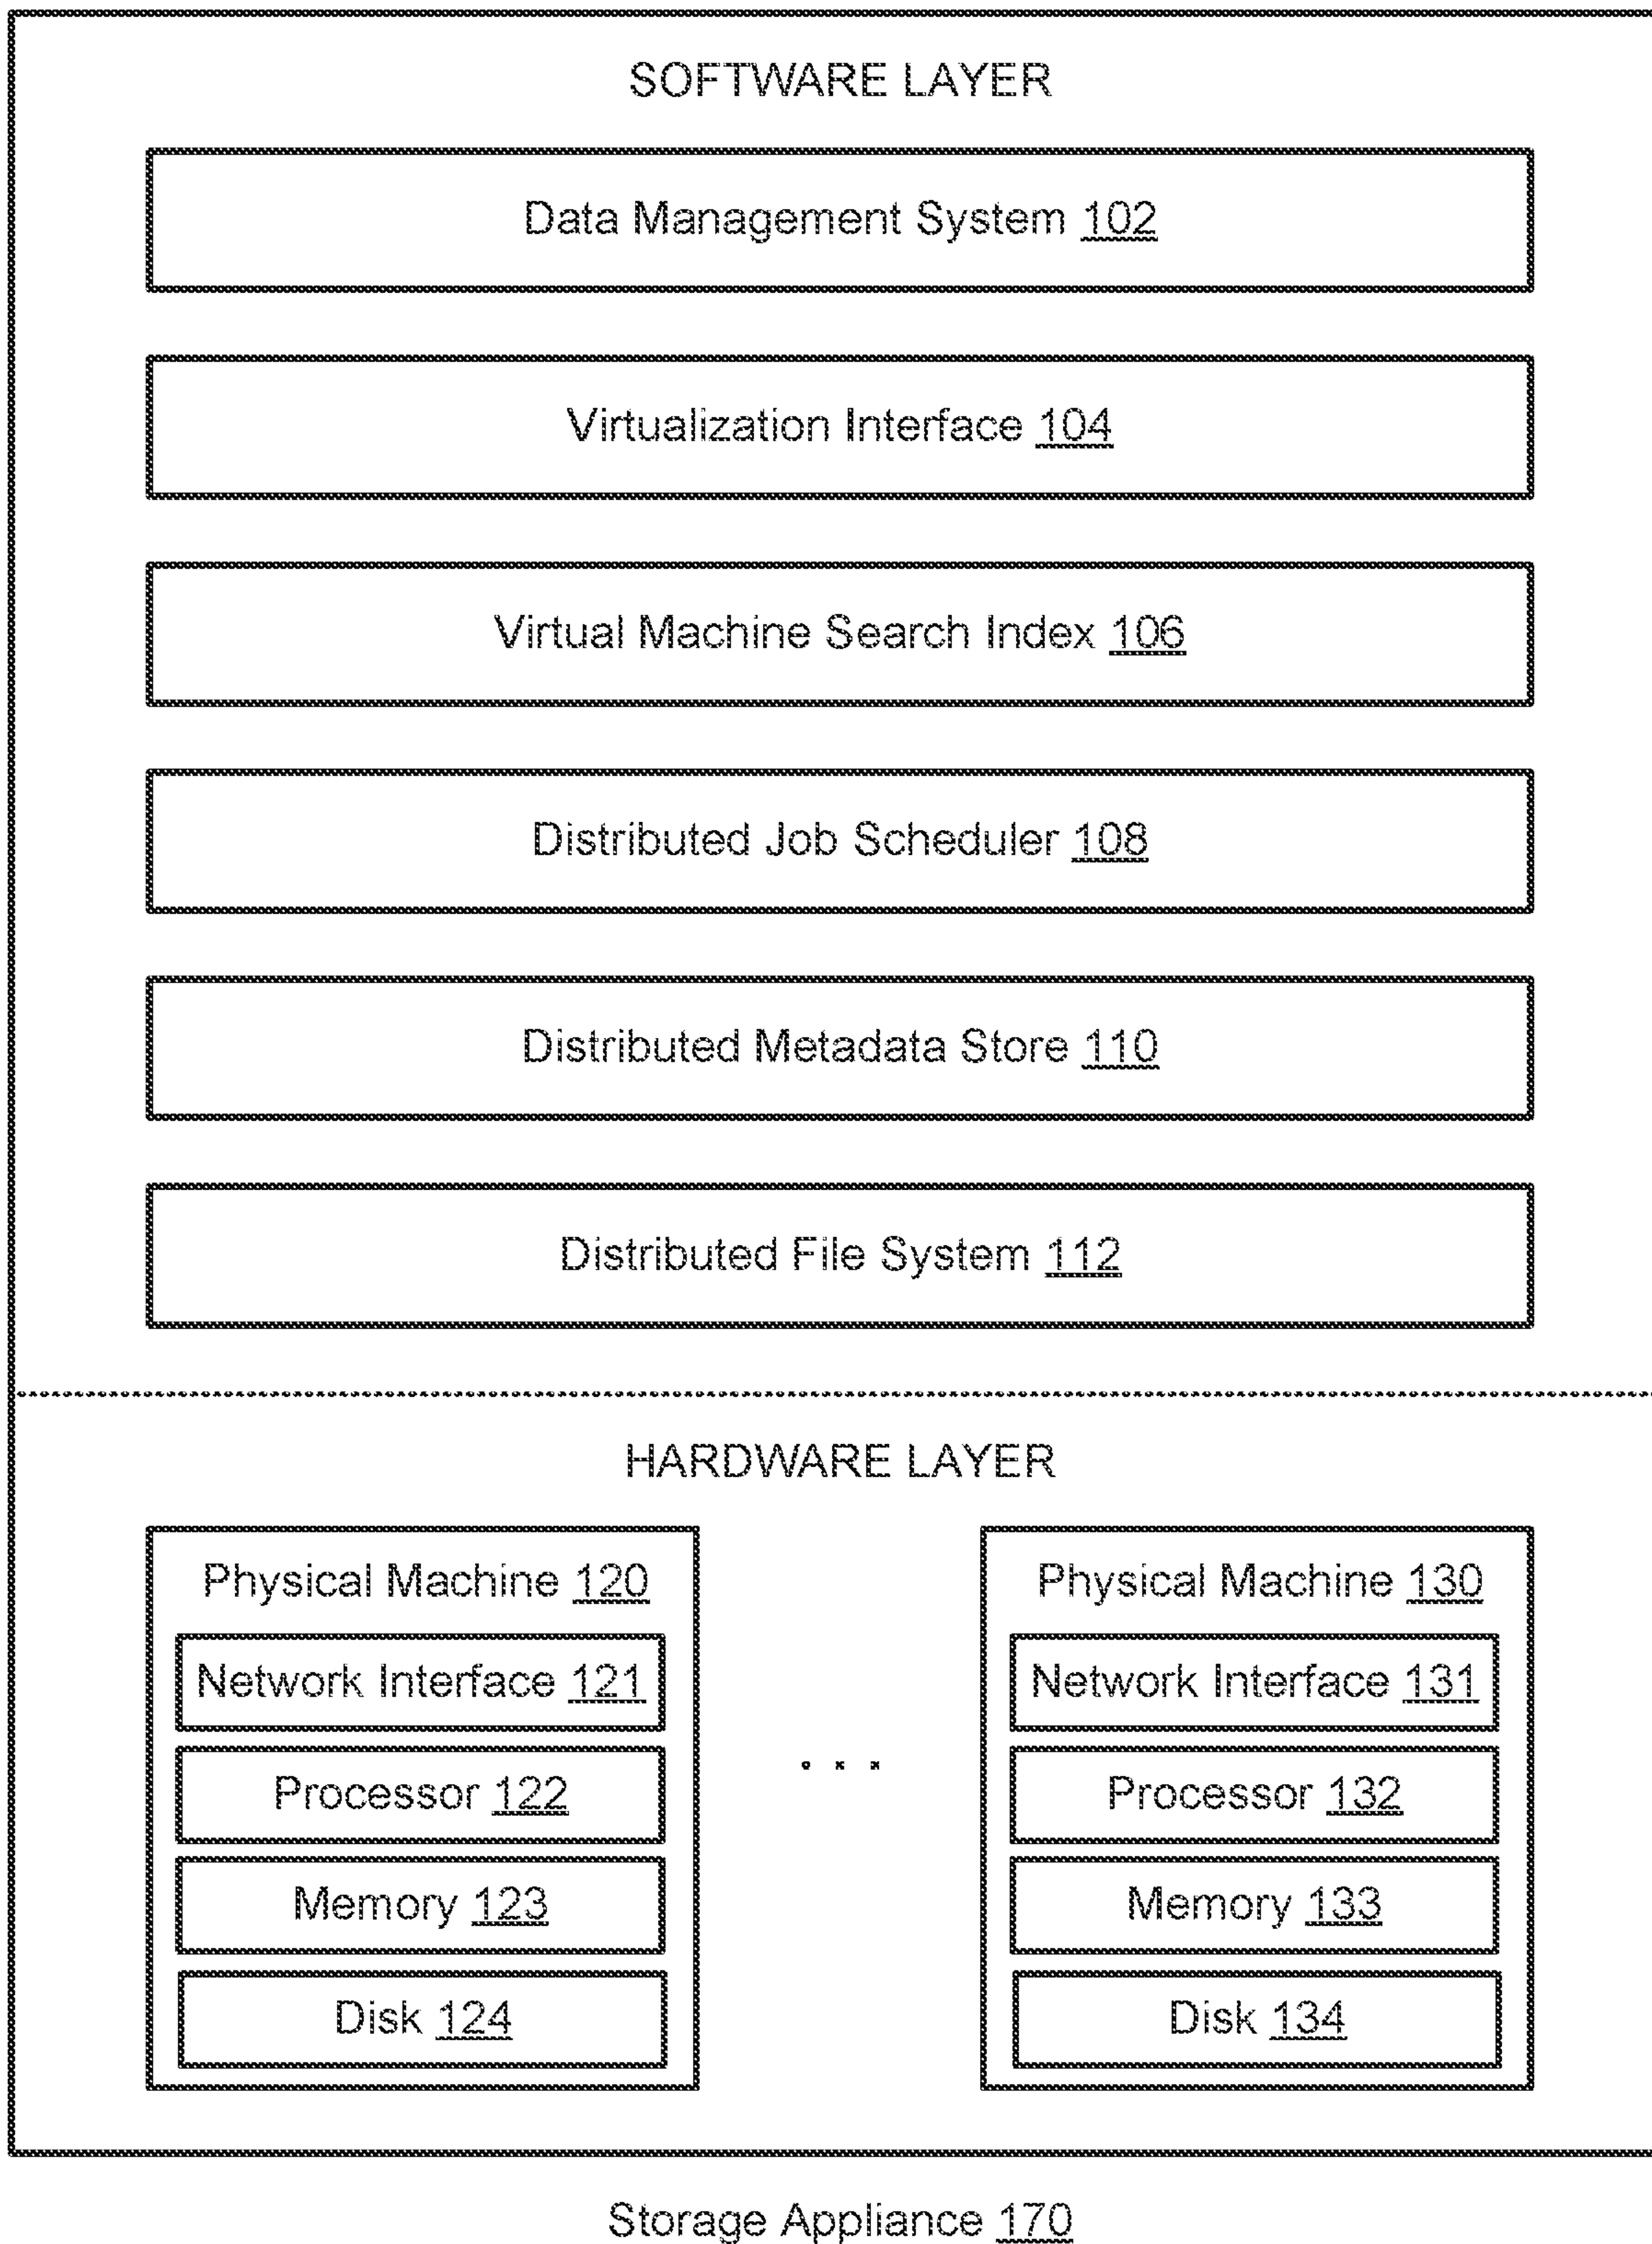 SOFTWARE LAYER
Data Management System 102
Virtualization Interface 104
Virtual Machine Search Index 106
Distributed Job Scheduler 108
Distributed Metadata Store 110
Distributed File System 112
HARDWARE LAYER
Physical Machine 120
Network Interface 121
Processor 122
Memory 123
Disk 124
. . .
Physical Machine 130
Network Interface 131
Processor 132
Memory 133
Disk 134
Storage Appliance 170